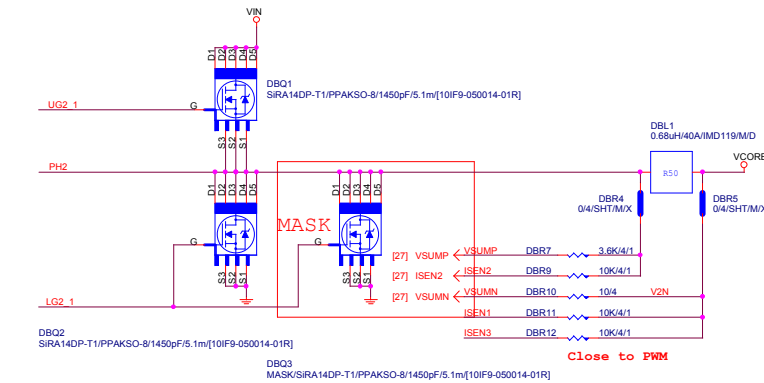 VIN
D1 D2 D3 D4 D5
DBQ1
SiRA14DP-T1/PPAKSO-8/1450pF/5.1m/[10IF9-050014-01R]
UG2_1
G
S3 S2 S1
DBL1
0.68uH/40A/IMD119/M/D
PH2
VCORE
R50
D1 D2 D3 D4 D5
D1 D2 D3 D4 D5
DBR4
0/4/SHT/M/X
DBR5
0/4/SHT/M/X
MASK
G
G
[27] VSUMP VSUMP DBR7 3.6K/4/1
[27] ISEN2 ISEN2 DBR9 10K/4/1
[27] VSUMN VSUMN DBR10 10/4 V2N
ISEN1 DBR11 10K/4/1
ISEN3 DBR12 10K/4/1
S3 S2 S1
S3 S2 S1
LG2_1
Close to PWM
DBQ2
SiRA14DP-T1/PPAKSO-8/1450pF/5.1m/[10IF9-050014-01R]
DBQ3
MASK/SiRA14DP-T1/PPAKSO-8/1450pF/5.1m/[10IF9-050014-01R]